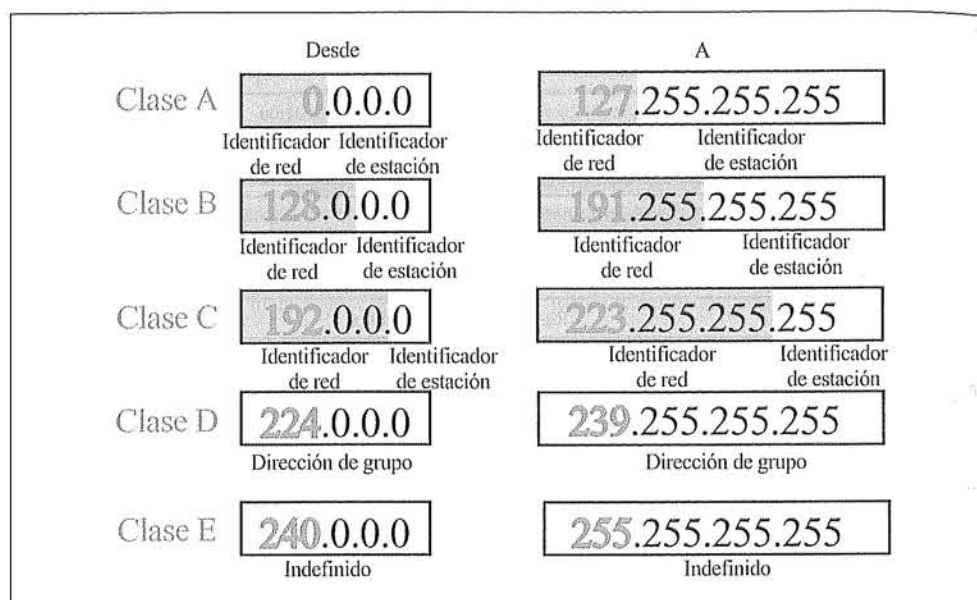 Desde A
Clase A 0.0.0.0 127.255.255.255
Identificador Identificador Identificador Identificador
de red de estación de red de estación
Clase B 128.0.0.0 191.255.255.255
Identificador Identificador Identificador Identificador
de red de estación de red de estación
Clase C 192.0.0.0 223.255.255.255
Identificador Identificador Identificador Identificador
de red de estación de red de estación
Clase D 224.0.0.0 239.255.255.255
Dirección de grupo Dirección de grupo
Clase E 240.0.0.0 255.255.255.255
Indefinido Indefinido